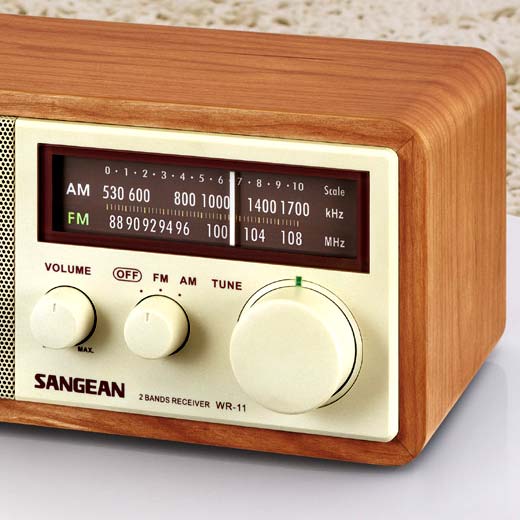 0 · 1 · 2 · 3 · 4 · 5 · 6 · 7 · 8 · 9 · 10 Scale
AM 530 600 800 1000 1400 1700 kHz
FM 88 90 92 94 96 100 104 108 MHz
VOLUME OFF FM AM TUNE
MAX.
SANGEAN 2 BANDS RECEIVER WR-11